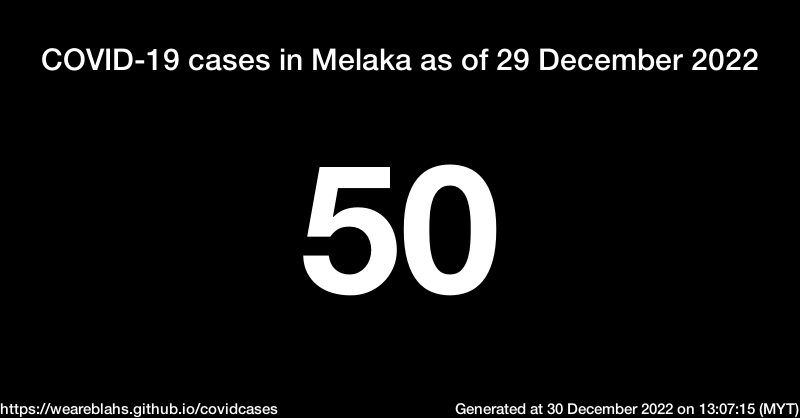 COVID-19 cases in Melaka as of 29 December 2022
50
https://weareblahs.github.io/covidcases
Generated at 30 December 2022 on 13:07:15 (MYT)